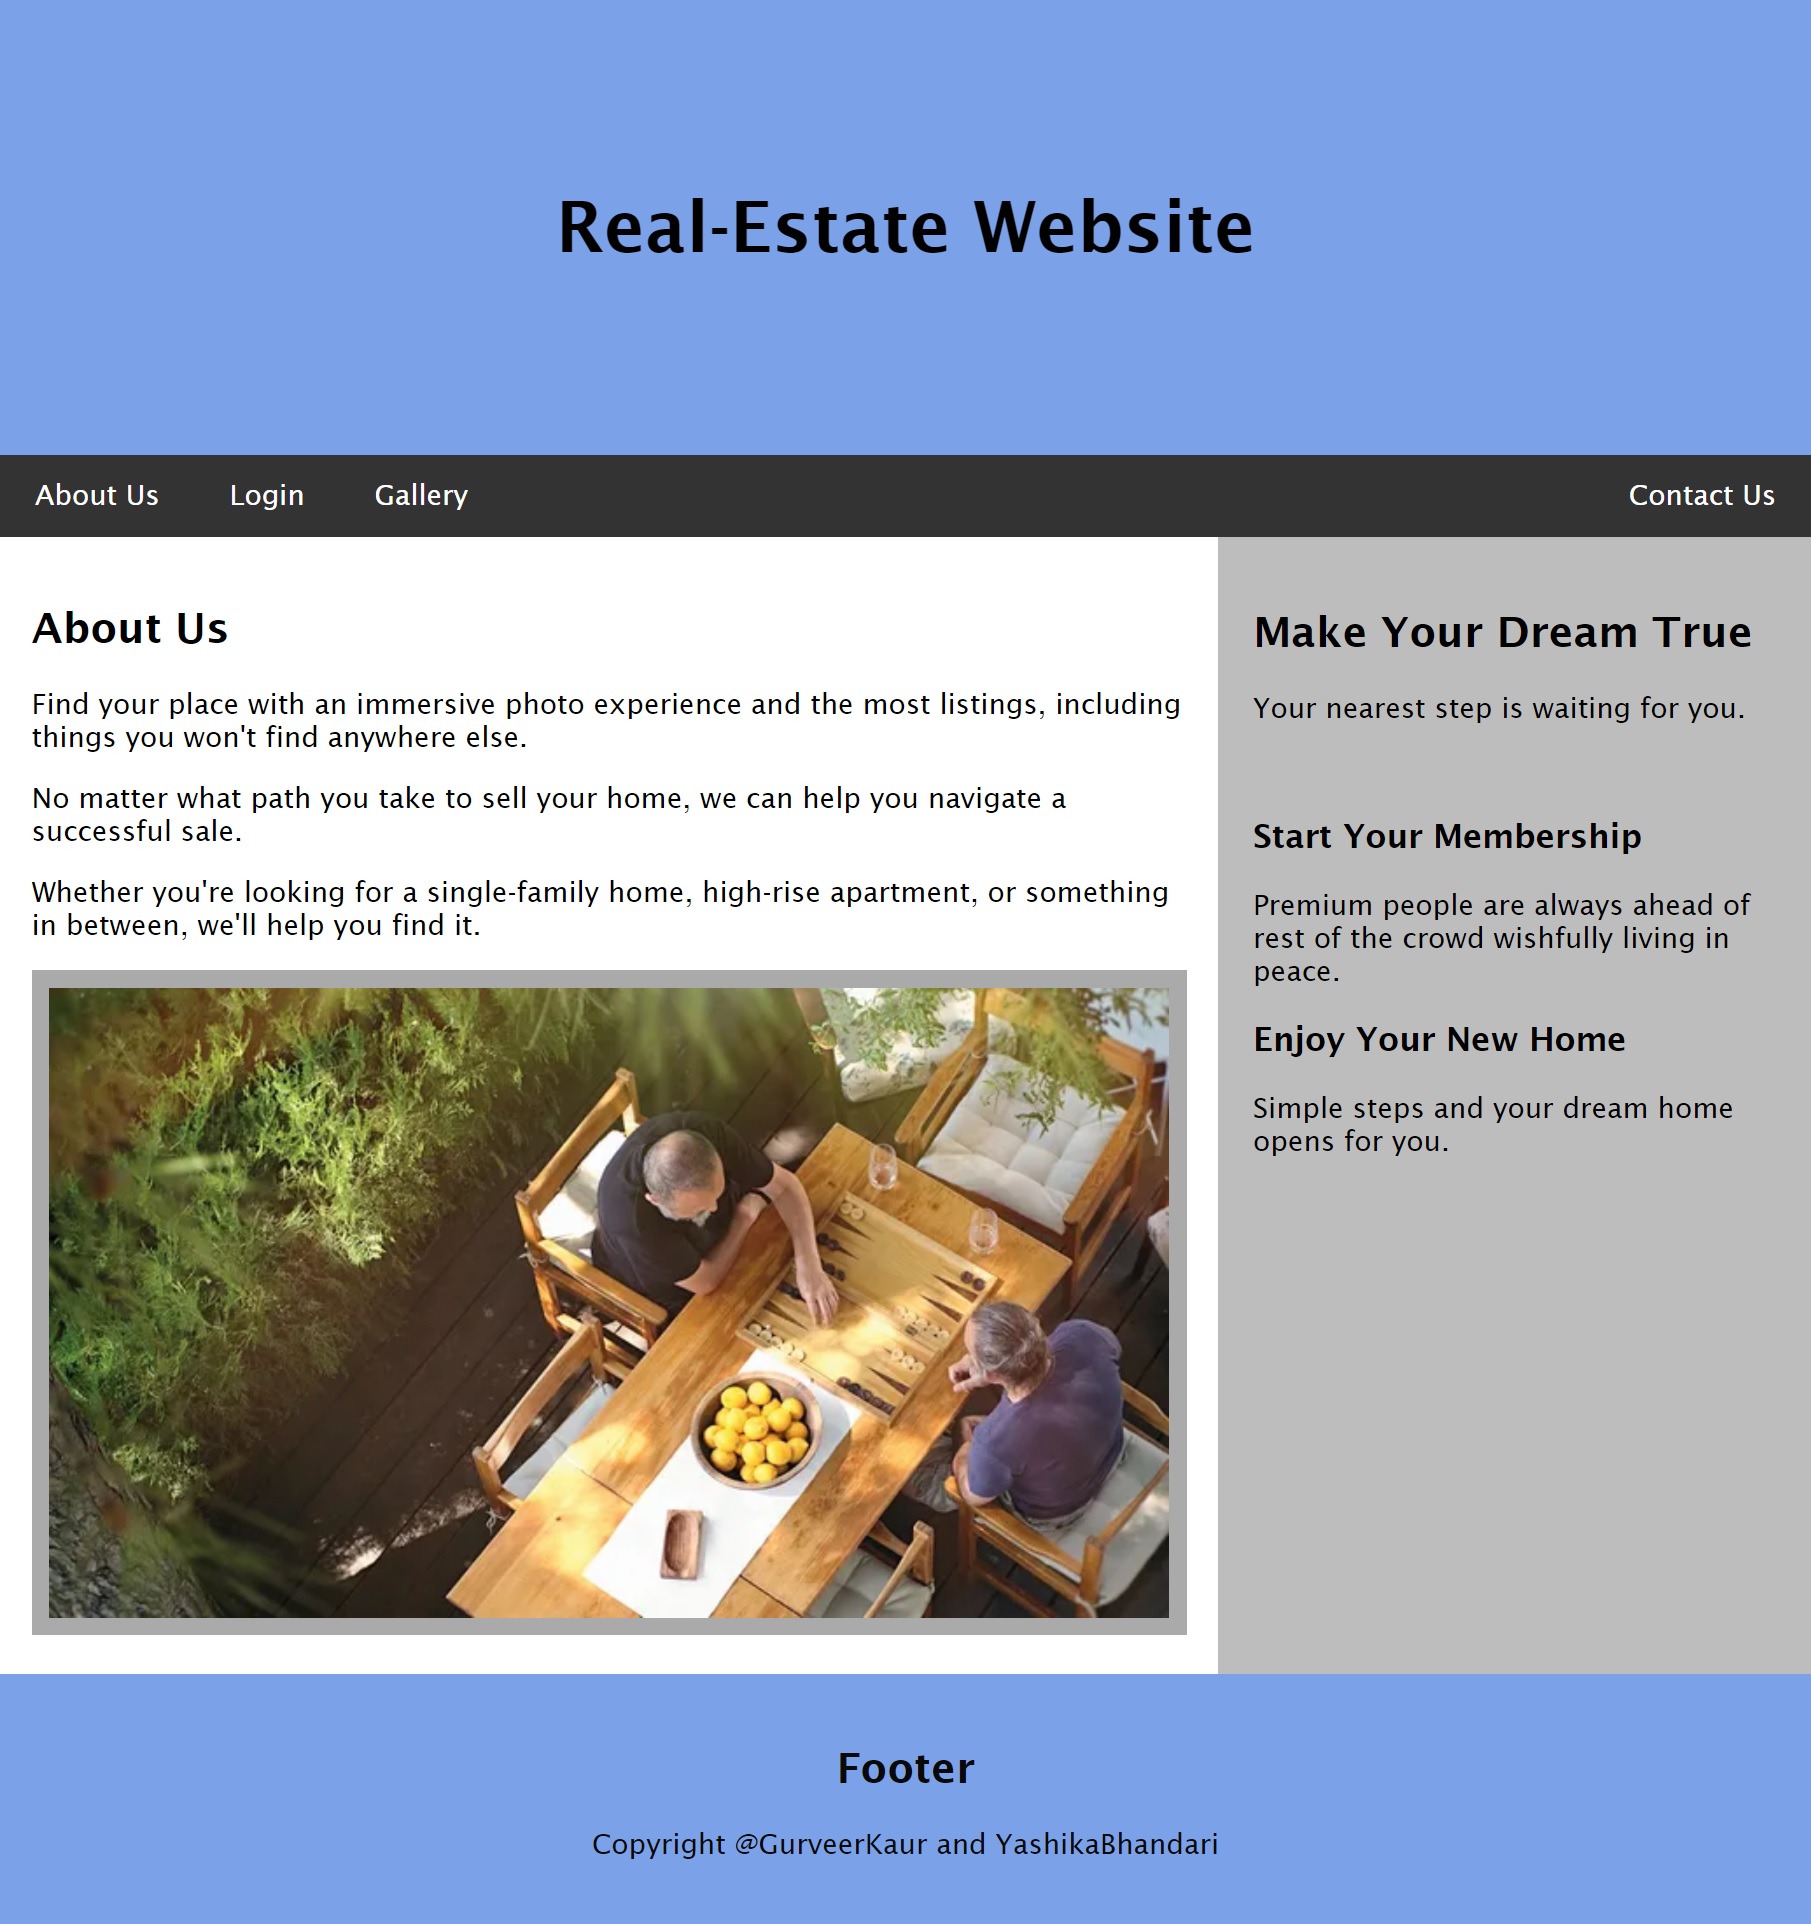 Real-Estate Website
About Us
Login
Gallery
Contact Us
About Us
Find your place with an immersive photo experience and the most listings, including
things you won't find anywhere else.
No matter what path you take to sell your home, we can help you navigate a
successful sale.
Whether you're looking for a single-family home, high-rise apartment, or something
in between, we'll help you find it.
Make Your Dream True
Your nearest step is waiting for you.
Start Your Membership
Premium people are always ahead of
rest of the crowd wishfully living in
peace.
Enjoy Your New Home
Simple steps and your dream home
opens for you.
Footer
Copyright @GurveerKaur and YashikaBhandari